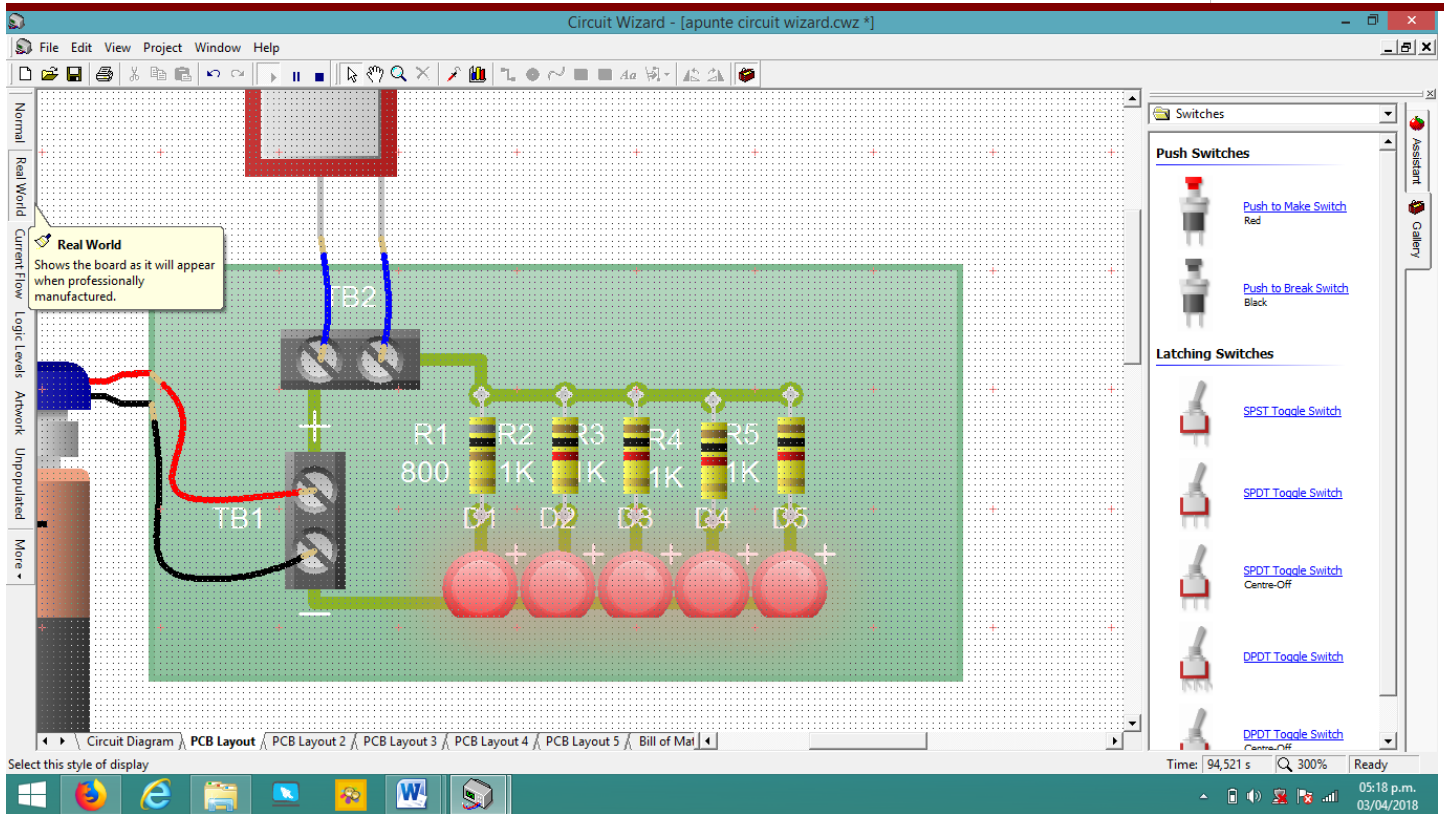 Circuit Wizard - [apunte circuit wizard.cwz *]
File Edit View Project Window Help
Normal
Real World
Current Flow
Logic Levels
Artwork
Unpopulated
More
Real World
Shows the board as it will appear
when professionally
manufactured.
TB2
+
R1 R2 R3 R4 R5
800 1K 1K 1K 1K
TB1
D1 D2 D3 D4 D5
+ + + + +
−
Switches
Push Switches
Push to Make Switch
Red
Push to Break Switch
Black
Latching Switches
SPST Toggle Switch
SPDT Toggle Switch
SPDT Toggle Switch
Centre-Off
DPDT Toggle Switch
DPDT Toggle Switch
Centre-Off
Assistant
Gallery
Circuit Diagram PCB Layout PCB Layout 2 PCB Layout 3 PCB Layout 4 PCB Layout 5 Bill of Mat
Select this style of display
Time: 94,521 s 300% Ready
05:18 p.m.
03/04/2018